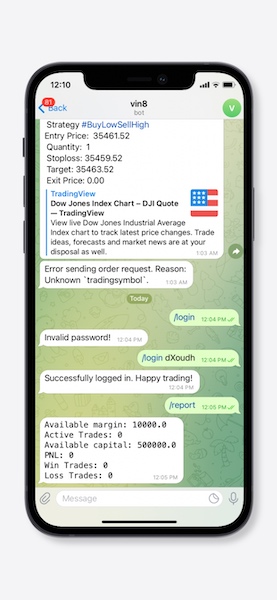 12:10
81
Back
vin8
bot
V
Strategy #BuyLowSellHigh
Entry Price:  35461.52
Quantity:  1
Stoploss: 35459.52
Target: 35463.52
Exit Price: 0.00
TradingView
Dow Jones Index Chart – DJI Quote
— TradingView
View live Dow Jones Industrial Average
Index chart to track latest price changes. Trade
ideas, forecasts and market news are at your
disposal as well.
1:03 AM
Error sending order request. Reason:
Unknown `tradingsymbol`.
1:03 AM
Today
/login 12:04 PM
Invalid password! 12:04 PM
/login dXoudh 12:04 PM
Successfully logged in. Happy trading!
12:04 PM
/report 12:05 PM
Available margin: 10000.0
Active Trades: 0
Available capital: 500000.0
PNL: 0
Win Trades: 0
Loss Trades: 0
12:05 PM
Message